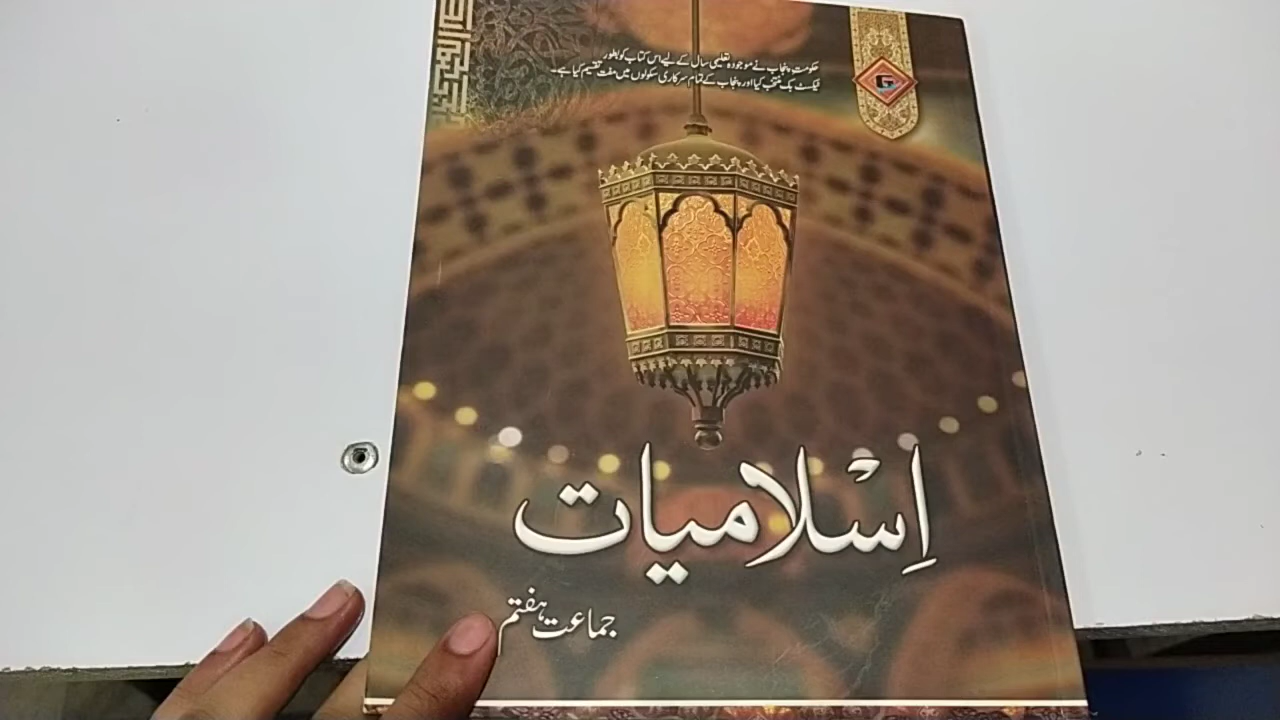 حکومتِ پنجاب نے موجودہ تعلیمی سال کے لیے اس کتاب کو بطور
ٹیکسٹ بک منتخب کیا اور پنجاب کے تمام سرکاری سکولوں میں مفت تقسیم کیا ہے۔
G
اِسْلامیات
جماعت ہفتم